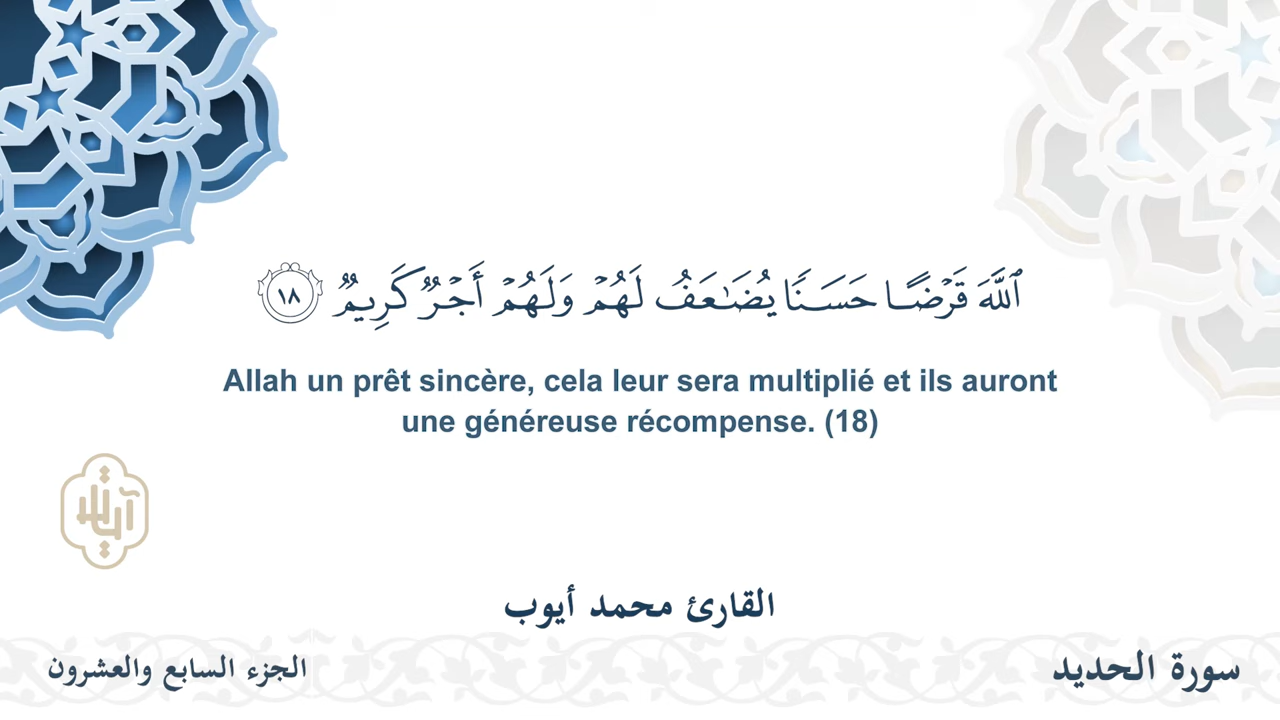 ٱللَّهَ قَرْضًا حَسَنًا يُضَـٰعَفُ لَهُمْ وَلَهُمْ أَجْرٌ كَرِيمٌ ١٨
Allah un prêt sincère, cela leur sera multiplié et ils auront
une généreuse récompense. (18)
القارئ محمد أيوب
سورة الحديد
الجزء السابع والعشرون